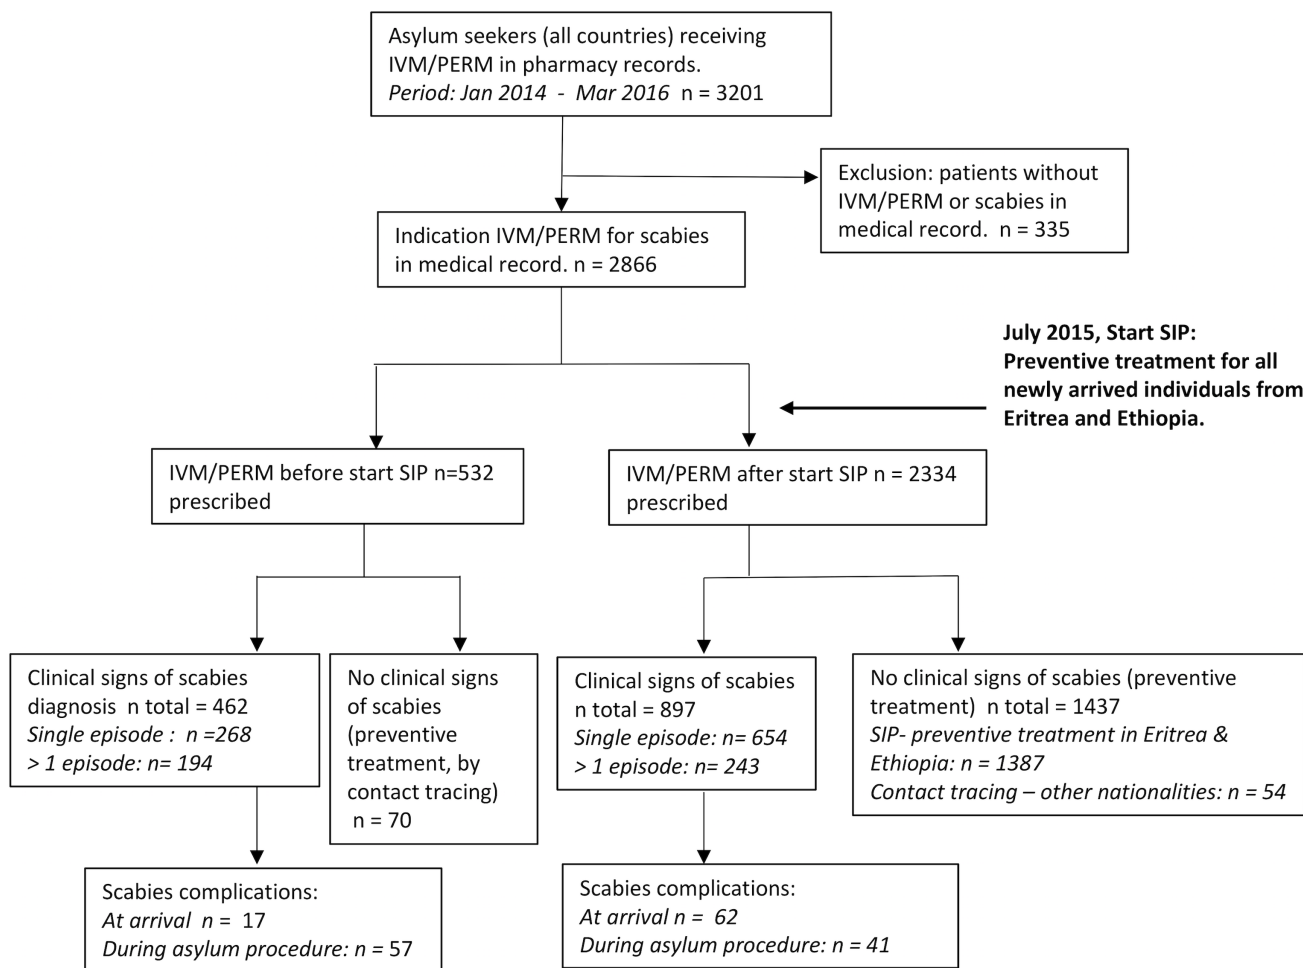 Asylum seekers (all countries) receiving
IVM/PERM in pharmacy records.
Period: Jan 2014 - Mar 2016 n = 3201
Exclusion: patients without
IVM/PERM or scabies in
medical record. n = 335
Indication IVM/PERM for scabies
in medical record. n = 2866
July 2015, Start SIP:
Preventive treatment for all
newly arrived individuals from
Eritrea and Ethiopia.
IVM/PERM before start SIP n=532
prescribed
IVM/PERM after start SIP n = 2334
prescribed
Clinical signs of scabies
diagnosis n total = 462
Single episode : n =268
> 1 episode: n= 194
No clinical signs
of scabies
(preventive
treatment, by
contact tracing)
n = 70
Clinical signs of scabies
n total = 897
Single episode: n= 654
> 1 episode: n= 243
No clinical signs of scabies (preventive
treatment) n total = 1437
SIP- preventive treatment in Eritrea &
Ethiopia: n = 1387
Contact tracing – other nationalities: n = 54
Scabies complications:
At arrival n = 17
During asylum procedure: n = 57
Scabies complications:
At arrival n = 62
During asylum procedure: n = 41